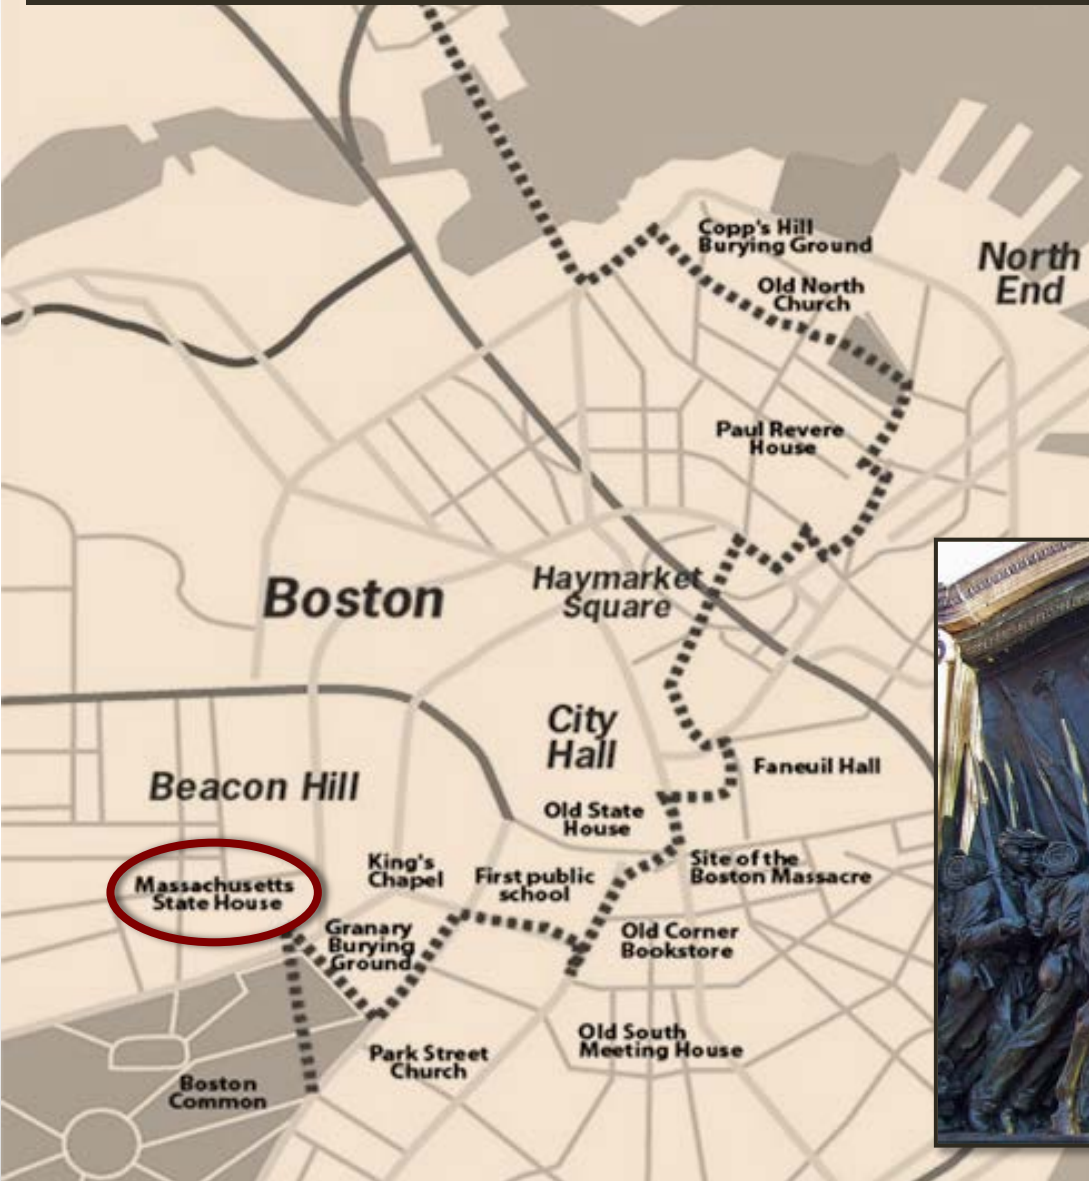 Copp's Hill
Burying Ground
North
End
Old North
Church
Paul Revere
House
Boston
Haymarket
Square
City
Hall
Faneuil Hall
Beacon Hill
Old State
House
King's
Chapel
First public
school
Site of the
Boston Massacre
Massachusetts
State House
Granary
Burying
Ground
Old Corner
Bookstore
Old South
Meeting House
Park Street
Church
Boston
Common